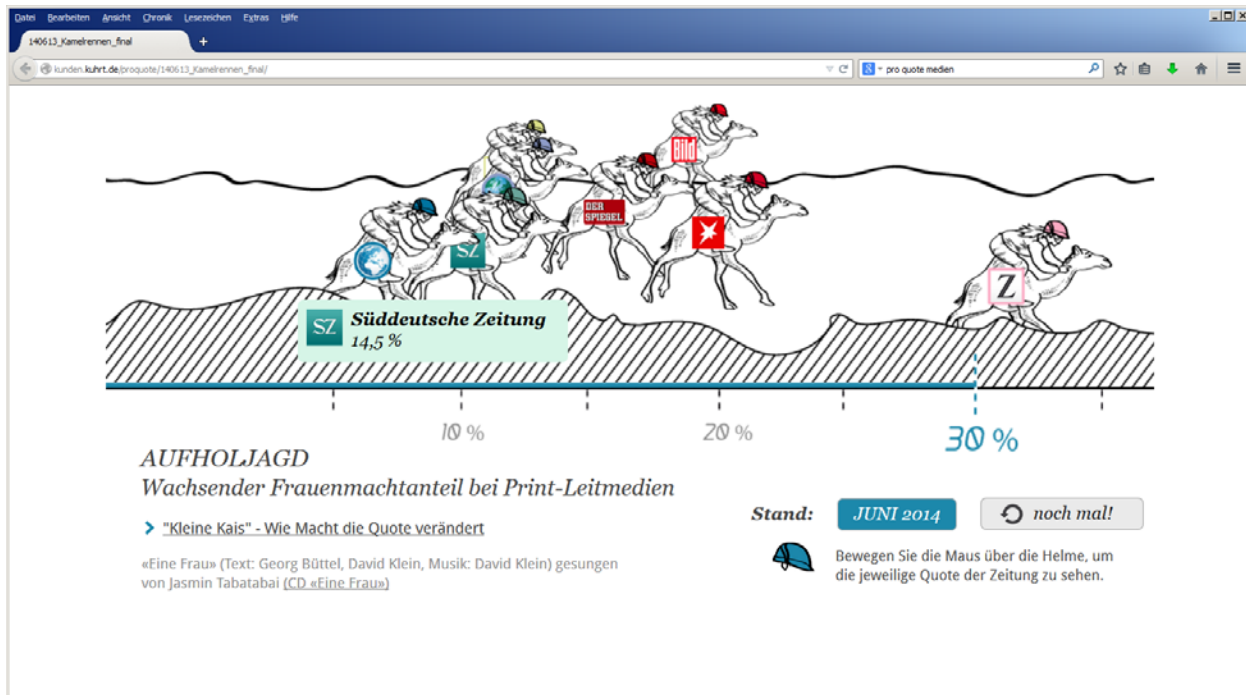 Datei Bearbeiten Ansicht Chronik Lesezeichen Extras Hilfe
140613_Kamelrennen_final +
kunden.kuhrt.de/proquote/140613_Kamelrennen_final/
8 pro quote medien
Bild
DER
SPIEGEL
SZ
Z
SZ Süddeutsche Zeitung
14,5 %
10 % 20 % 30 %
AUFHOLJAGD
Wachsender Frauenmachtanteil bei Print-Leitmedien
"Kleine Kais" - Wie Macht die Quote verändert
«Eine Frau» (Text: Georg Büttel, David Klein, Musik: David Klein) gesungen
von Jasmin Tabatabai (CD «Eine Frau»)
Stand: JUNI 2014 noch mal!
Bewegen Sie die Maus über die Helme, um
die jeweilige Quote der Zeitung zu sehen.